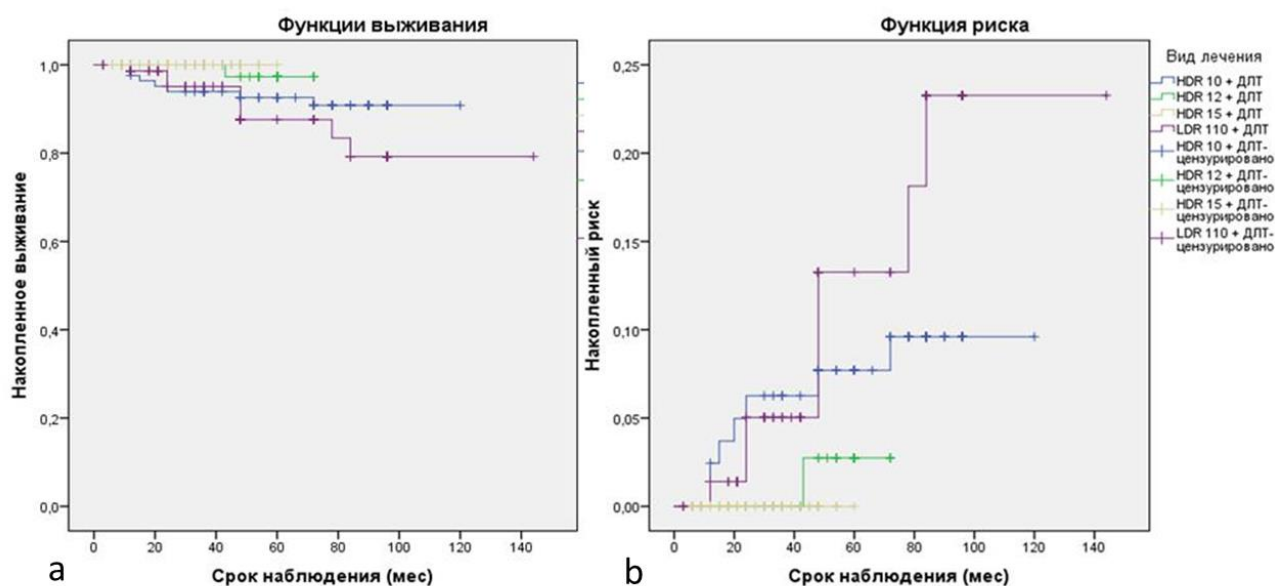 Функции выживания
Накопленное выживание
1,0
0,8
0,6
0,4
0,2
0,0
0
20
40
60
80
100
120
140
Срок наблюдения (мес)
a
Функция риска
Накопленный риск
0,25
0,20
0,15
0,10
0,05
0,00
0
20
40
60
80
100
120
140
Срок наблюдения (мес)
b
Вид лечения
HDR 10 + ДЛТ
HDR 12 + ДЛТ
HDR 15 + ДЛТ
LDR 110 + ДЛТ
HDR 10 + ДЛТ-
цензурировано
HDR 12 + ДЛТ-
цензурировано
HDR 15 + ДЛТ-
цензурировано
LDR 110 + ДЛТ-
цензурировано